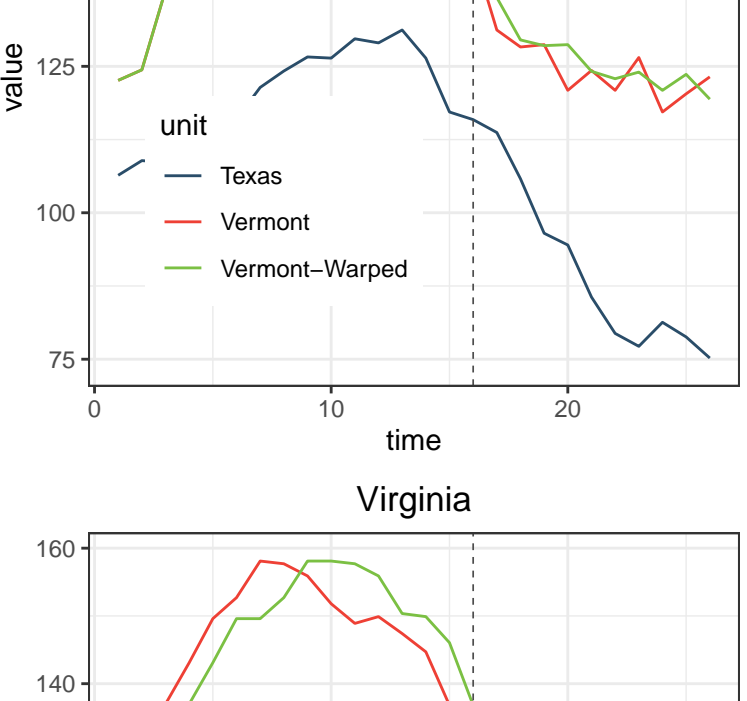 value
125
100
75
unit
Texas
Vermont
Vermont−Warped
0 10 20
time
Virginia
160
140